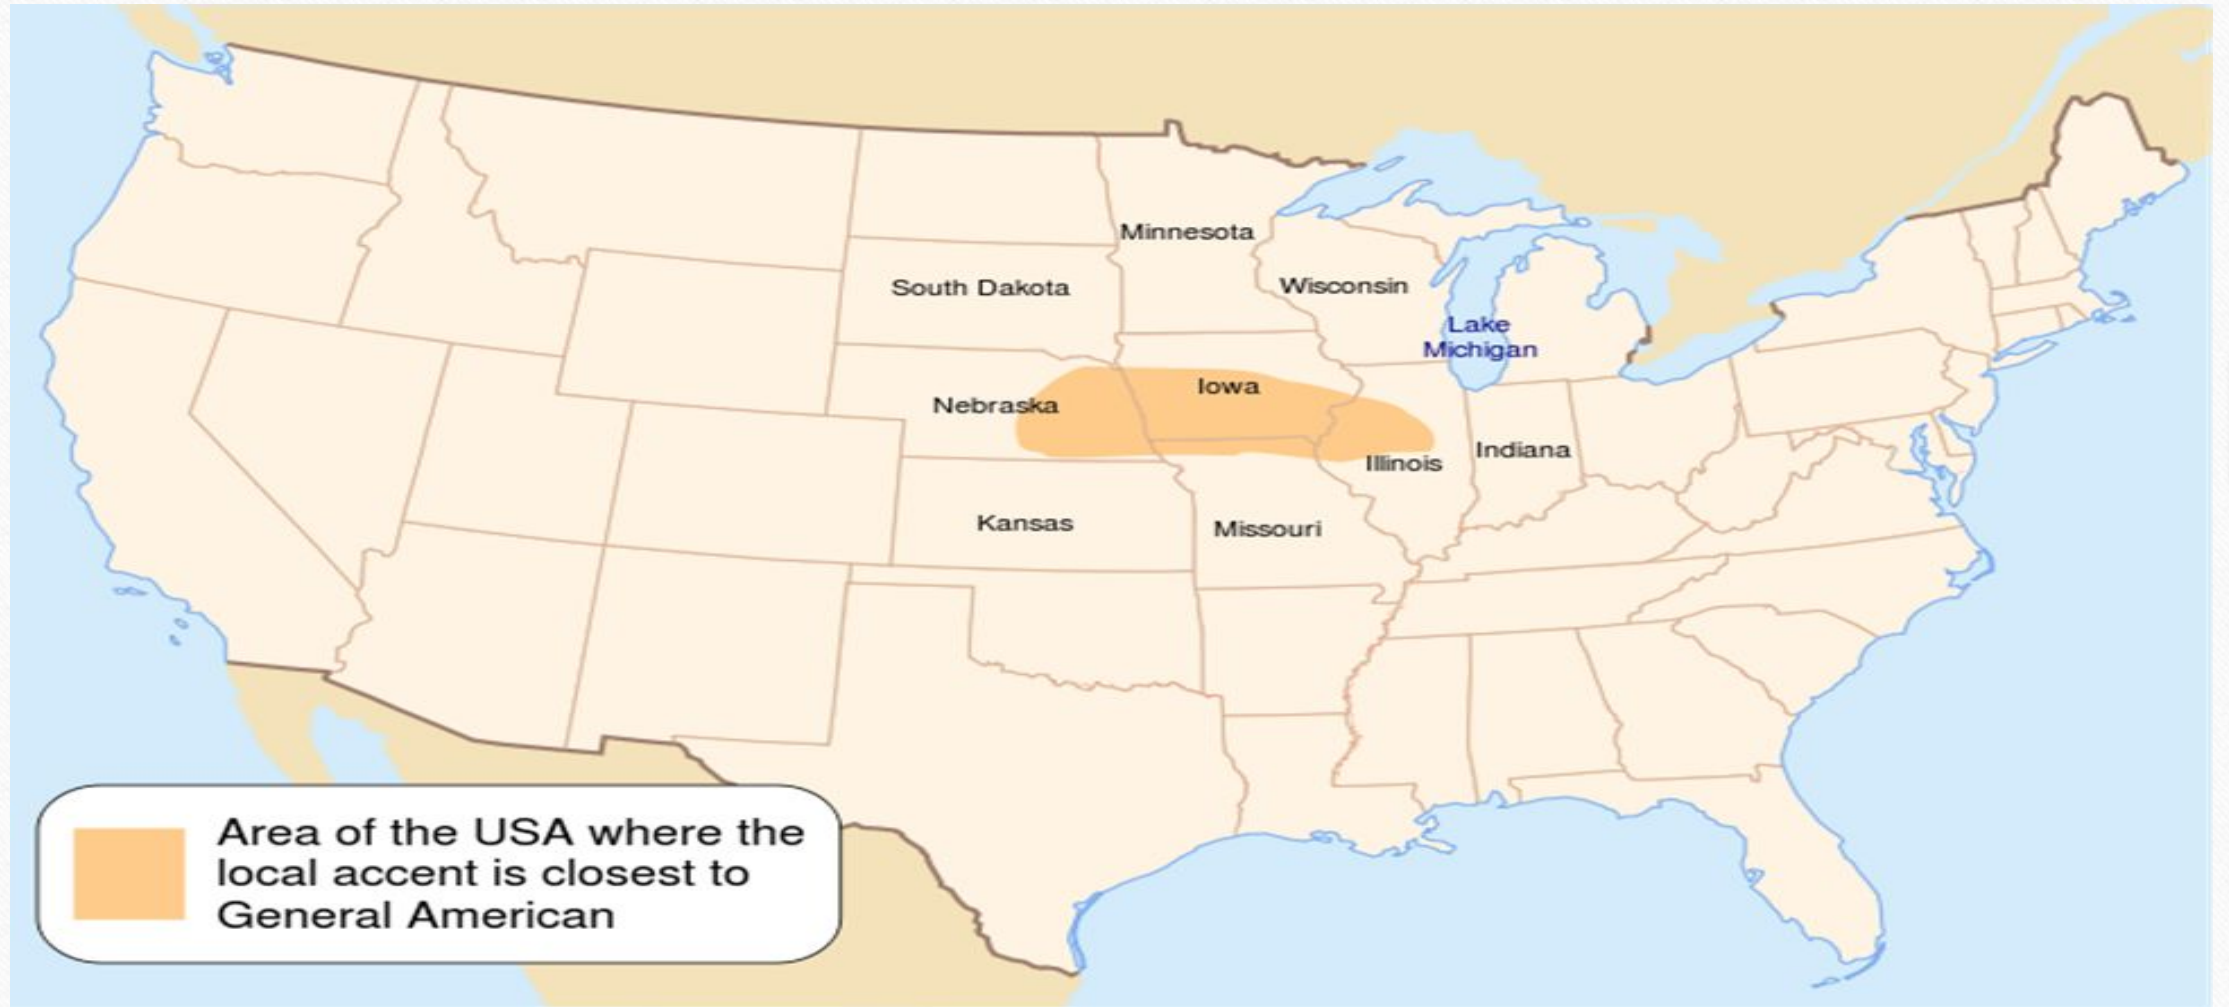 Minnesota
South Dakota
Wisconsin
Lake
Michigan
Iowa
Nebraska
Indiana
Illinois
Kansas
Missouri
Area of the USA where the
local accent is closest to
General American